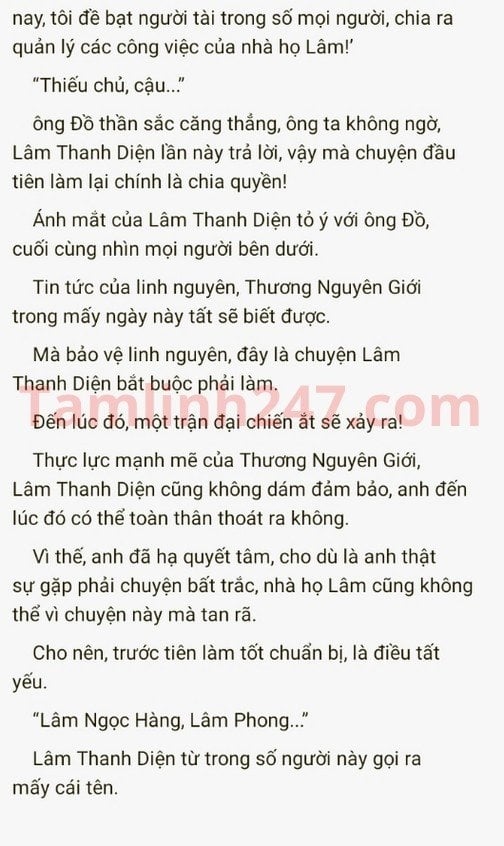 nay, tôi đề bạt người tài trong số mọi người, chia ra
quản lý các công việc của nhà họ Lâm!’
“Thiếu chủ, cậu...”
ông Đồ thần sắc căng thẳng, ông ta không ngờ,
Lâm Thanh Diện lần này trả lời, vậy mà chuyện đầu
tiên làm lại chính là chia quyền!
Ánh mắt của Lâm Thanh Diện tỏ ý với ông Đồ,
cuối cùng nhìn mọi người bên dưới.
Tin tức của linh nguyên, Thương Nguyên Giới
trong mấy ngày này tất sẽ biết được.
Mà bảo vệ linh nguyên, đây là chuyện Lâm
Thanh Diện bắt buộc phải làm.
Tamlinh247.com
Đến lúc đó, một trận đại chiến ắt sẽ xảy ra!
Thực lực mạnh mẽ của Thương Nguyên Giới,
Lâm Thanh Diện cũng không dám đảm bảo, anh đến
lúc đó có thể toàn thân thoát ra không.
Vì thế, anh đã hạ quyết tâm, cho dù là anh thật
sự gặp phải chuyện bất trắc, nhà họ Lâm cũng không
thể vì chuyện này mà tan rã.
Cho nên, trước tiên làm tốt chuẩn bị, là điều tất
yếu.
“Lâm Ngọc Hàng, Lâm Phong...”
Lâm Thanh Diện từ trong số người này gọi ra
mấy cái tên.